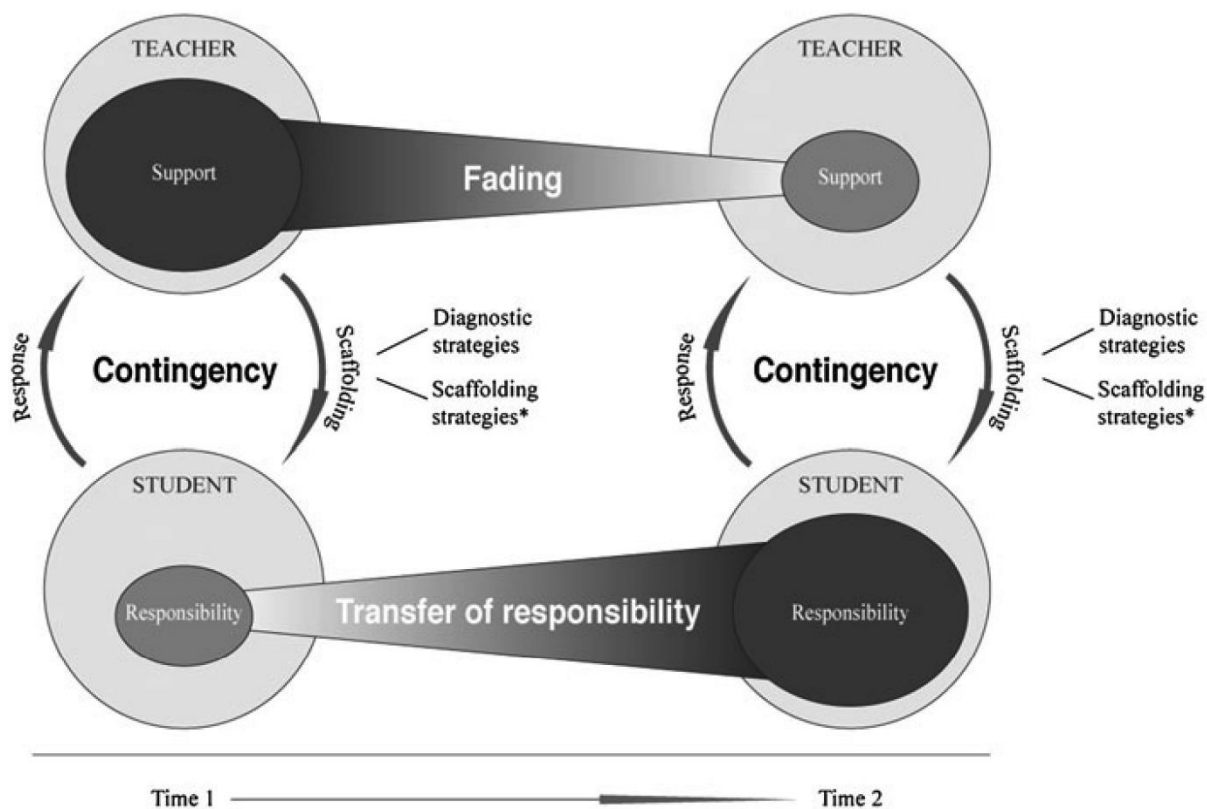 TEACHER
TEACHER
Support
Fading
Support
Response
Contingency
Scaffolding
Diagnostic
strategies
Scaffolding
strategies*
Response
Contingency
Scaffolding
Diagnostic
strategies
Scaffolding
strategies*
STUDENT
STUDENT
Responsibility
Transfer of responsibility
Responsibility
Time 1
Time 2